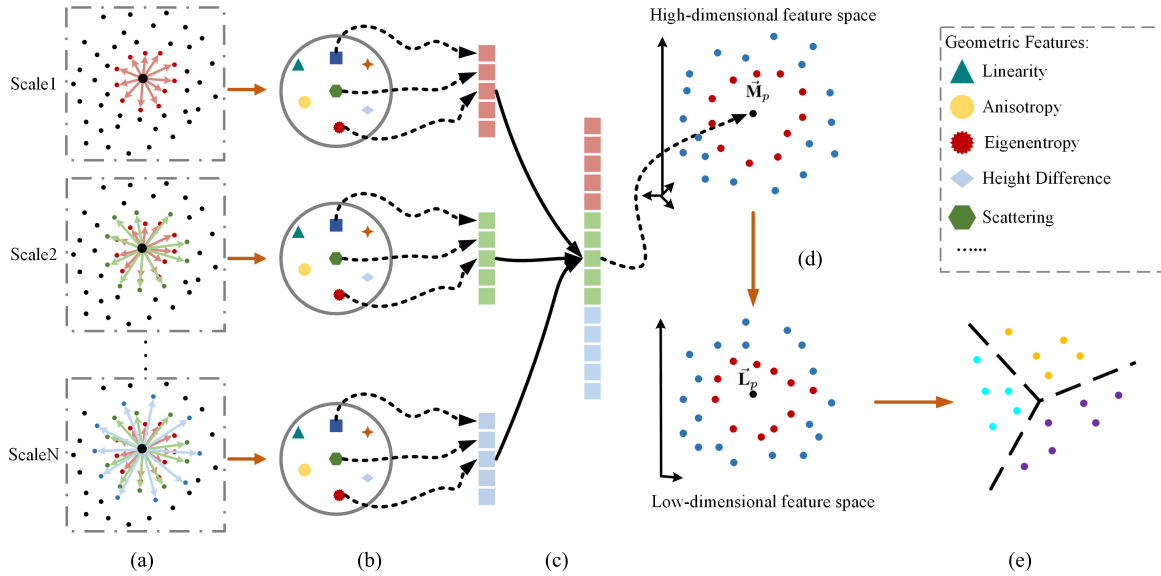 High-dimensional feature space
Geometric Features:
Linearity
Anisotropy
Eigenentropy
Height Difference
Scattering
......
Scale1
M⃗p
Scale2
(d)
L⃗p
ScaleN
Low-dimensional feature space
(a)
(b)
(c)
(e)